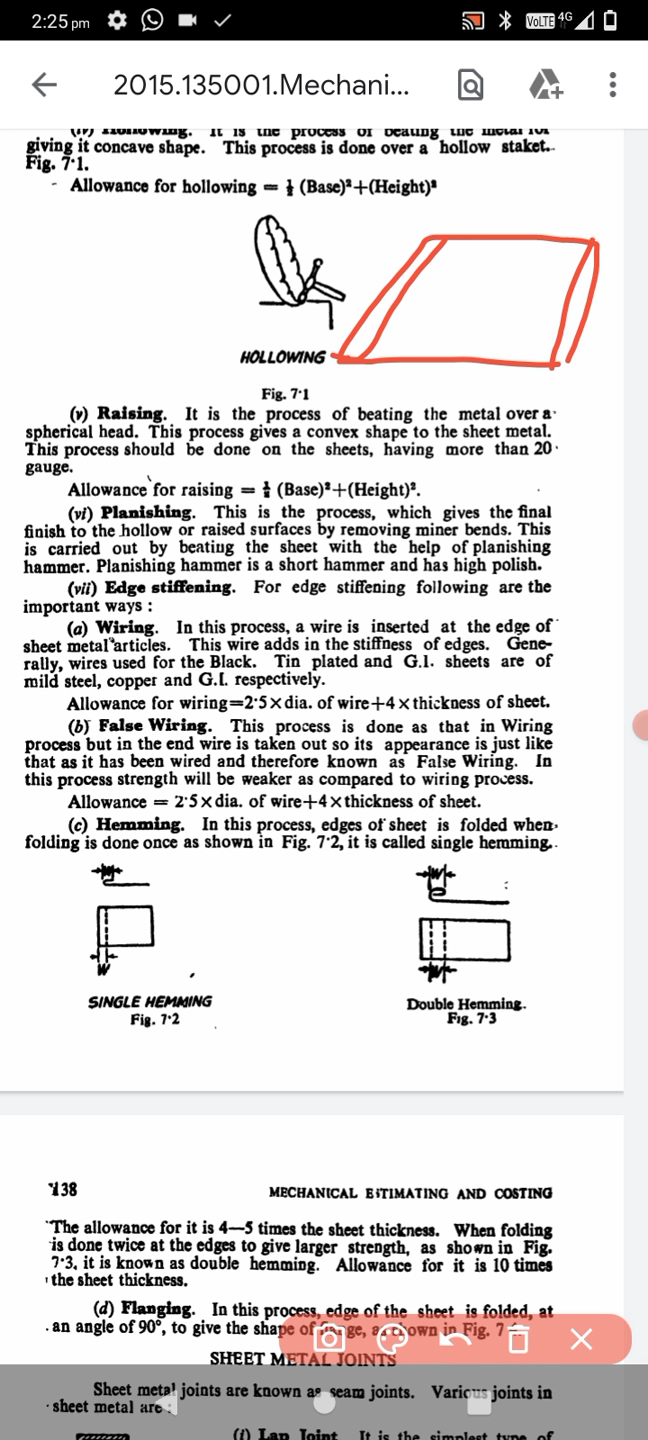 2:25 pm VoLTE 4G
2015.135001.Mechani...
(iv) Hollowing. It is the process of beating the metal for
giving it concave shape. This process is done over a hollow staket.
Fig. 7·1.
Allowance for hollowing = ½ (Base)²+(Height)²
HOLLOWING
Fig. 7·1
(v) Raising. It is the process of beating the metal over a
spherical head. This process gives a convex shape to the sheet metal.
This process should be done on the sheets, having more than 20
gauge.
Allowance for raising = ½ (Base)²+(Height)².
(vi) Planishing. This is the process, which gives the final
finish to the hollow or raised surfaces by removing miner bends. This
is carried out by beating the sheet with the help of planishing
hammer. Planishing hammer is a short hammer and has high polish.
(vii) Edge stiffening. For edge stiffening following are the
important ways :
(a) Wiring. In this process, a wire is inserted at the edge of
sheet metal articles. This wire adds in the stiffness of edges. Gene-
rally, wires used for the Black. Tin plated and G.I. sheets are of
mild steel, copper and G.I. respectively.
Allowance for wiring=2·5×dia. of wire+4×thickness of sheet.
(b) False Wiring. This process is done as that in Wiring
process but in the end wire is taken out so its appearance is just like
that as it has been wired and therefore known as False Wiring. In
this process strength will be weaker as compared to wiring process.
Allowance = 2·5×dia. of wire+4×thickness of sheet.
(c) Hemming. In this process, edges of sheet is folded when
folding is done once as shown in Fig. 7·2, it is called single hemming.
W W
W W
SINGLE HEMMING Double Hemming.
Fig. 7·2 Fig. 7·3
138 MECHANICAL ESTIMATING AND COSTING
The allowance for it is 4—5 times the sheet thickness. When folding
is done twice at the edges to give larger strength, as shown in Fig.
7·3, it is known as double hemming. Allowance for it is 10 times
the sheet thickness.
(d) Flanging. In this process, edge of the sheet is folded, at
an angle of 90°, to give the shape of flange, as shown in Fig. 7
SHEET METAL JOINTS
Sheet metal joints are known as seam joints. Various joints in
sheet metal are
(i) Lap Joint. It is the simplest type of